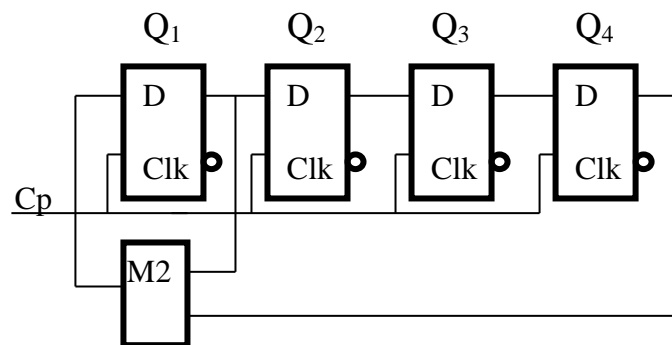 Q₁ Q₂ Q₃ Q₄
D D D D
Clk Clk Clk Clk
Cp
M2